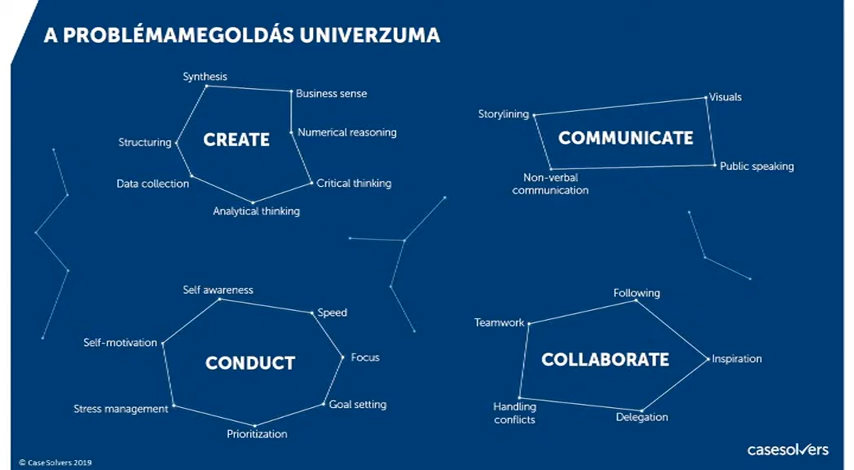 A PROBLÉMAMEGOLDÁS UNIVERZUMA
Synthesis
Business sense
Structuring
CREATE
Numerical reasoning
Data collection
Critical thinking
Analytical thinking
Visuals
Storylining
COMMUNICATE
Public speaking
Non-verbal
communication
Self awareness
Speed
Self-motivation
CONDUCT
Focus
Stress management
Goal setting
Prioritization
Following
Teamwork
COLLABORATE
Inspiration
Handling
conflicts
Delegation
© CaseSolvers 2019
casesolvers